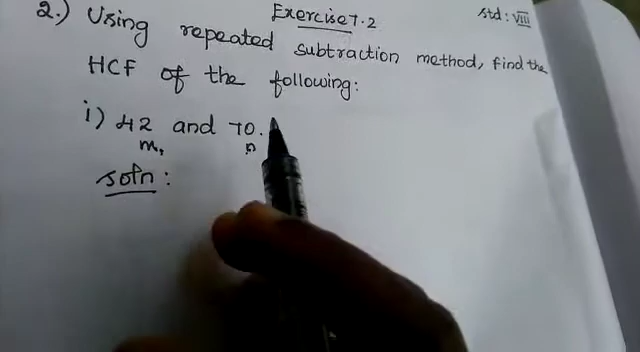 Exercise 7.2
std : VIII
2.) Using repeated subtraction method, find the
HCF of the following:
i) 42 and 70.
m, n
soln :